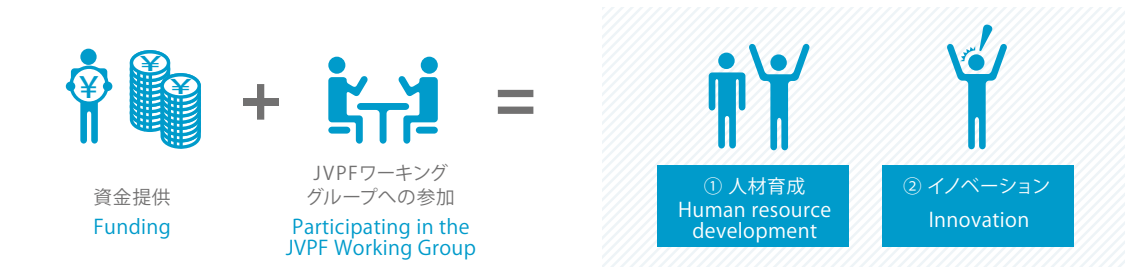 ¥
¥
¥
資金提供
Funding
JVPFワーキング
グループへの参加
Participating in the
JVPF Working Group
① 人材育成
Human resource
development
② イノベーション
Innovation